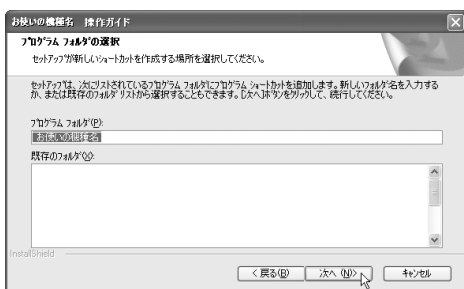 お使いの機種名 操作ガイド
プログラム フォルダの選択
セットアップが新しいショートカットを作成する場所を選択してください。
セットアップは、次にリストされているプログラム フォルダにプログラム ショートカットを追加します。新しいフォルダ名を入力する
か、または既存のフォルダ リストから選択することもできます。[次へ]ボタンをクリックして、続行してください。
プログラム フォルダ(P):
お使いの機種名
既存のフォルダ(X):
InstallShield
< 戻る(B)
次へ (N)>
キャンセル